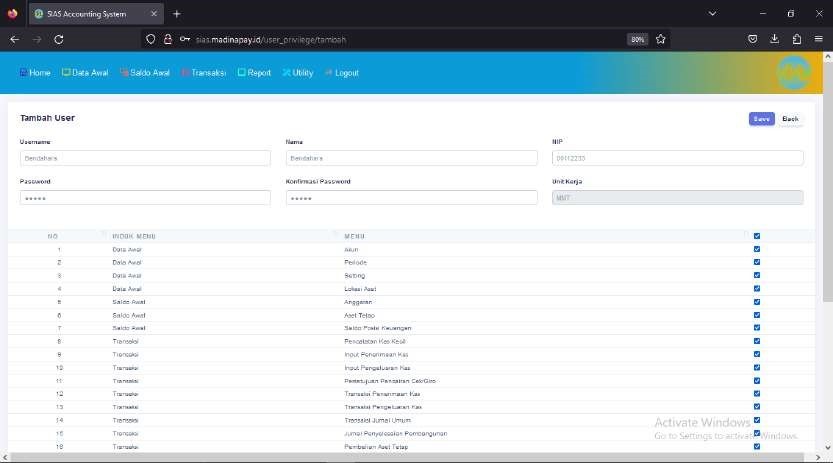 SIAS Accounting System
sias.madinapay.id/user_privilege/tambah
80%
Home Data Awal Saldo Awal Transaksi Report Utility Logout
Tambah User
Save Back
Username Nama NIP
Bendahara Bendahara
Password Konfirmasi Password Unit Kerja
NO INDUK MENU MENU
1 Data Awal Akun
2 Data Awal Periode
3 Data Awal Setting
4 Data Awal Lokasi Aset
5 Saldo Awal Anggaran
6 Saldo Awal Aset Tetap
7 Saldo Awal Saldo Poste Keuangan
8 Transaksi Pencatatan Kas Kecil
9 Transaksi Input Penerimaan Kas
10 Transaksi Input Pengeluaran Kas
11 Transaksi Persetujuan Pencairan Cek/Giro
12 Transaksi Transaksi Penerimaan Kas
13 Transaksi Transaksi Pengeluaran Kas
14 Transaksi Transaksi Jurnal Umum
15 Transaksi Jurnal Penyelesaian Pembangunan
16 Transaksi Pembelian Aset Tetap
Activate Windows
Go to Settings to activate Windows.